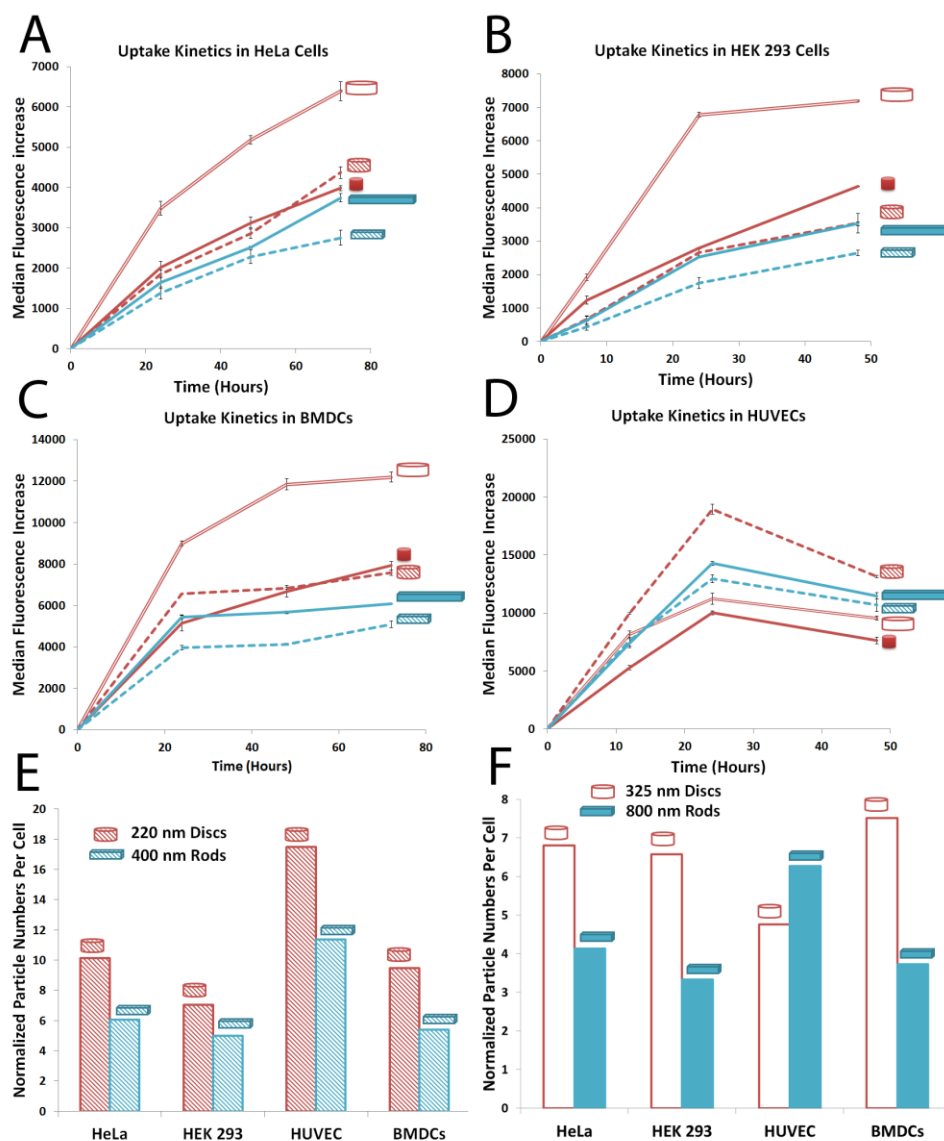 A
Uptake Kinetics in HeLa Cells
Median Fluorescence increase
7000
6000
5000
4000
3000
2000
1000
0
0 20 40 60 80
Time (Hours)
B
Uptake Kinetics in HEK 293 Cells
Median Fluorescence Increase
8000
7000
6000
5000
4000
3000
2000
1000
0
0 10 20 30 40 50
Time (Hours)
C
Uptake Kinetics in BMDCs
Median Fluorescence Increase
14000
12000
10000
8000
6000
4000
2000
0
0 20 40 60 80
Time (Hours)
D
Uptake Kinetics in HUVECs
Median Fluorescence Increase
25000
20000
15000
10000
5000
0
0 10 20 30 40 50
Time (Hours)
E
220 nm Discs
400 nm Rods
Normalized Particle Numbers Per Cell
20
18
16
14
12
10
8
6
4
2
0
HeLa HEK 293 HUVEC BMDCs
F
325 nm Discs
800 nm Rods
Normalized Particle Numbers Per Cell
8
7
6
5
4
3
2
1
0
HeLa HEK 293 HUVEC BMDCs